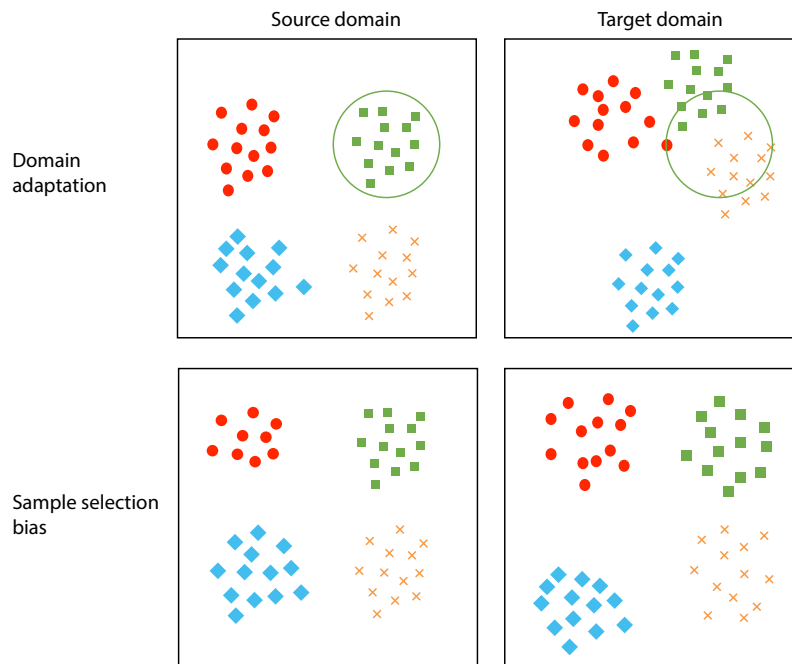 Source domain
Target domain
Domain
adaptation
Sample selection
bias